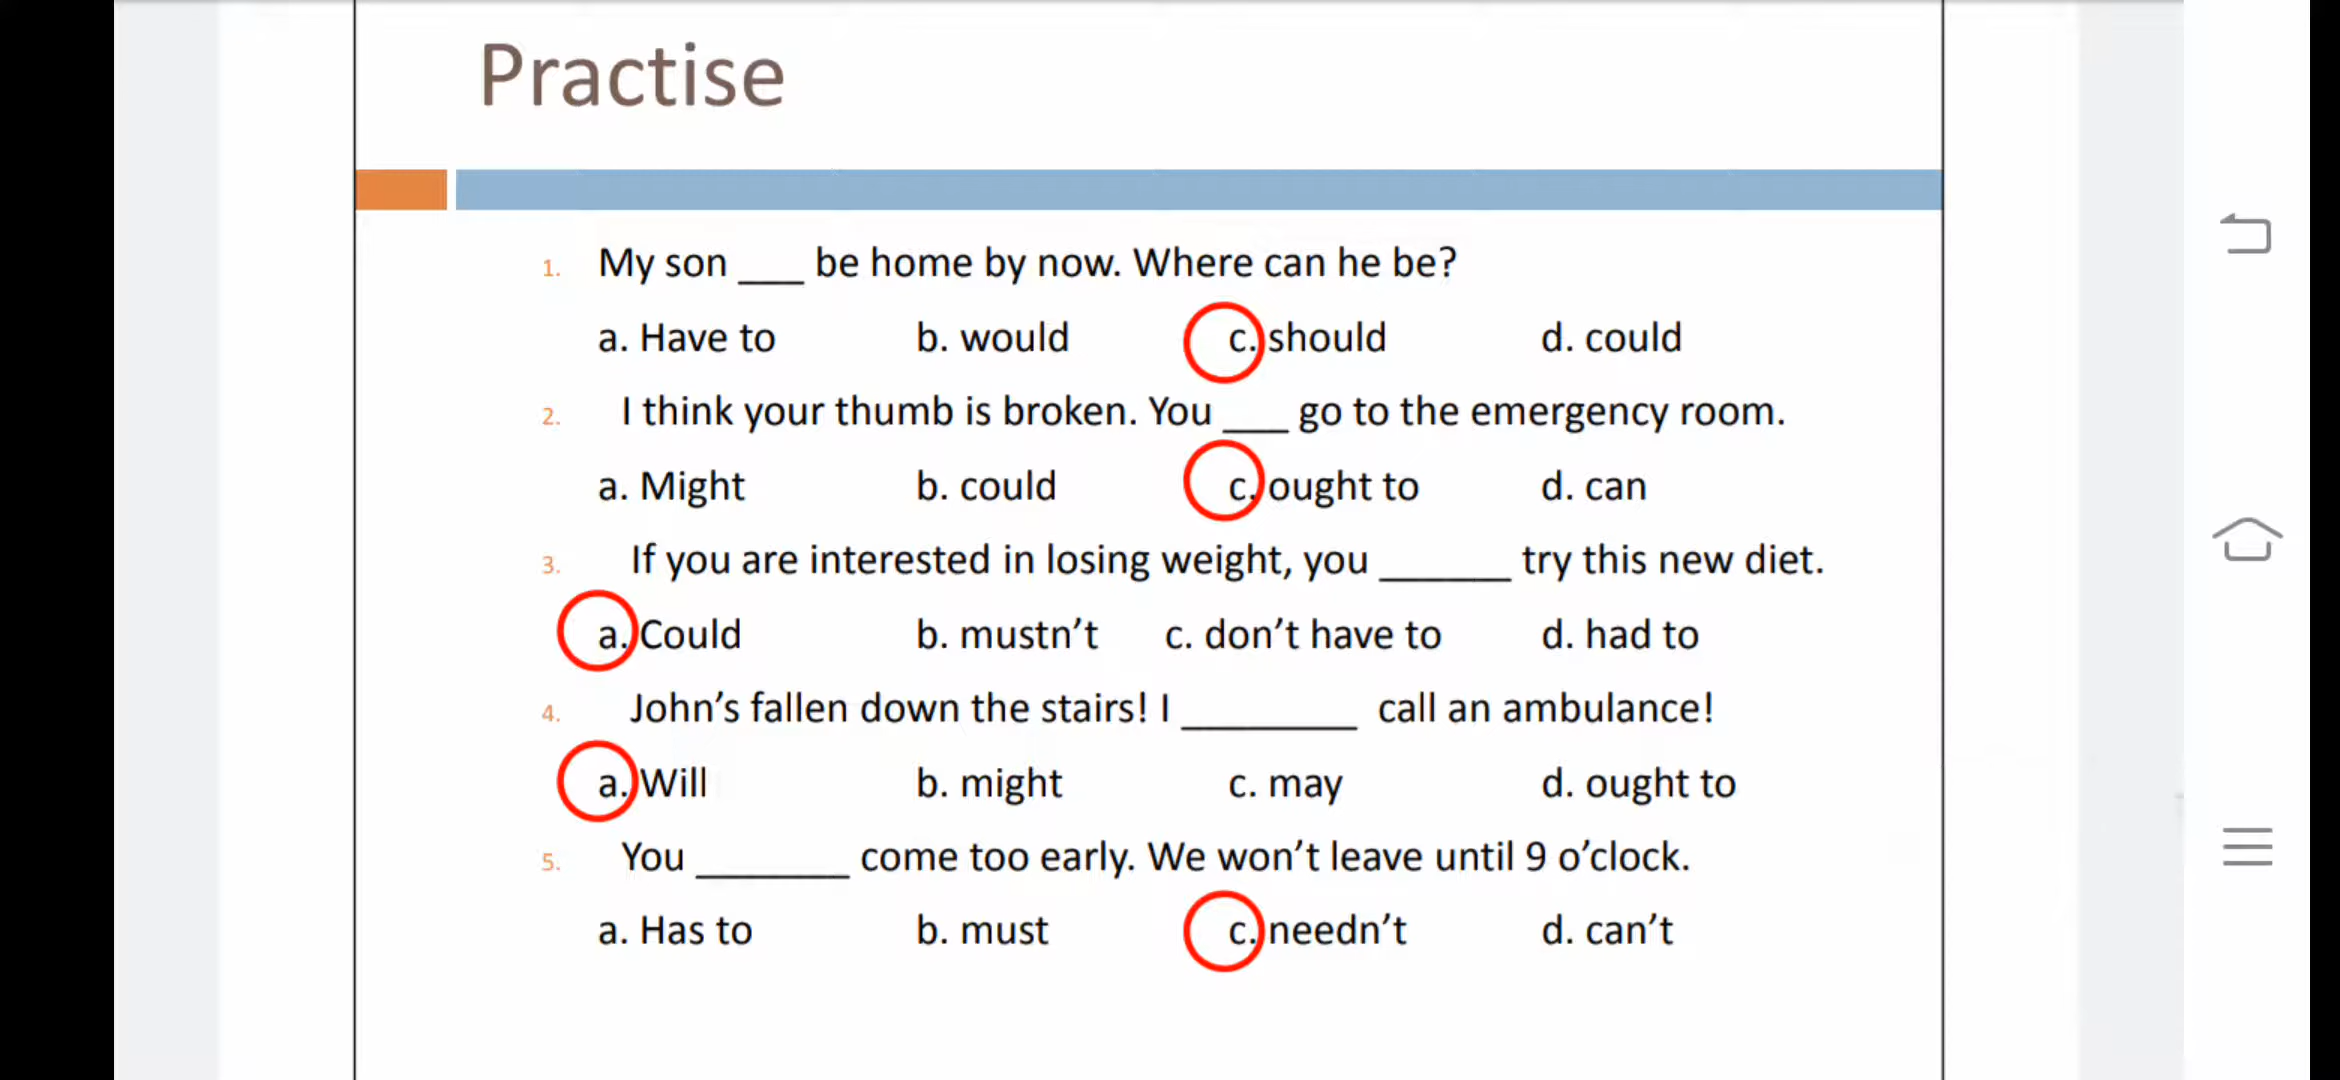 Practise
1. My son ___ be home by now. Where can he be?
a. Have to b. would c. should d. could
2. I think your thumb is broken. You ___ go to the emergency room.
a. Might b. could c. ought to d. can
3. If you are interested in losing weight, you ______ try this new diet.
a. Could b. mustn’t c. don’t have to d. had to
4. John’s fallen down the stairs! I ________ call an ambulance!
a. Will b. might c. may d. ought to
5. You _______ come too early. We won’t leave until 9 o’clock.
a. Has to b. must c. needn’t d. can’t